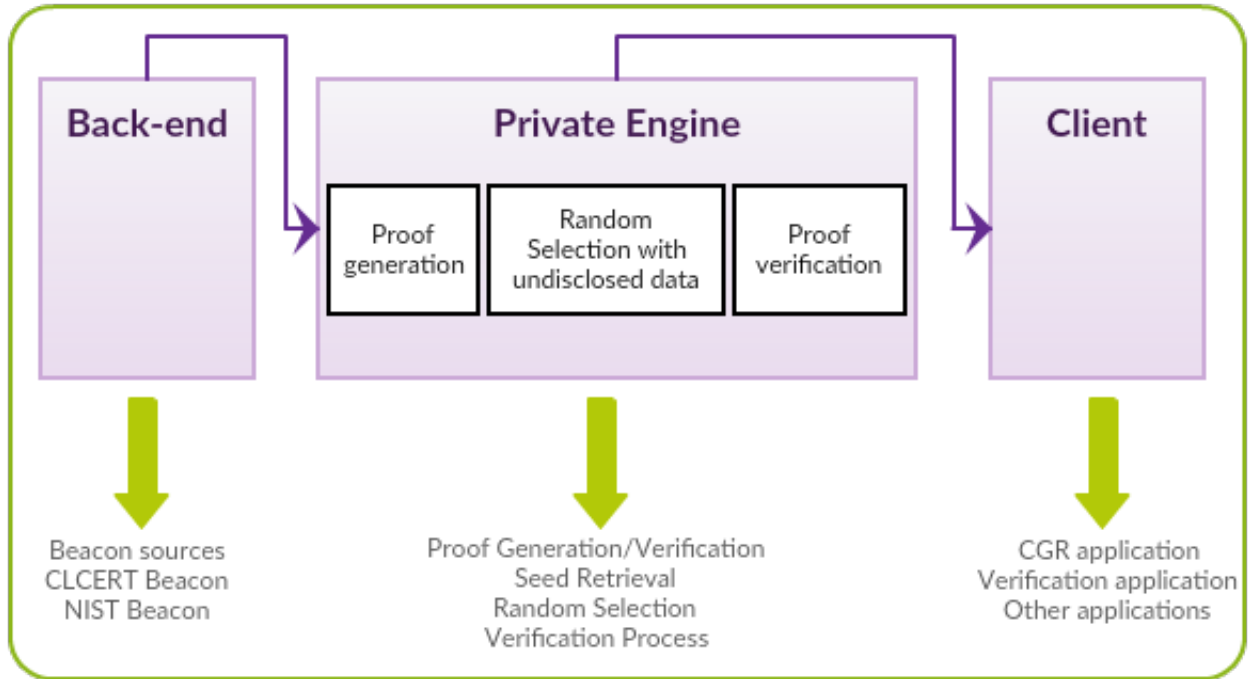 Back-end
Private Engine
Client
Proof
generation
Random
Selection with
undisclosed data
Proof
verification
Beacon sources
CLCERT Beacon
NIST Beacon
Proof Generation/Verification
Seed Retrieval
Random Selection
Verification Process
CGR application
Verification application
Other applications